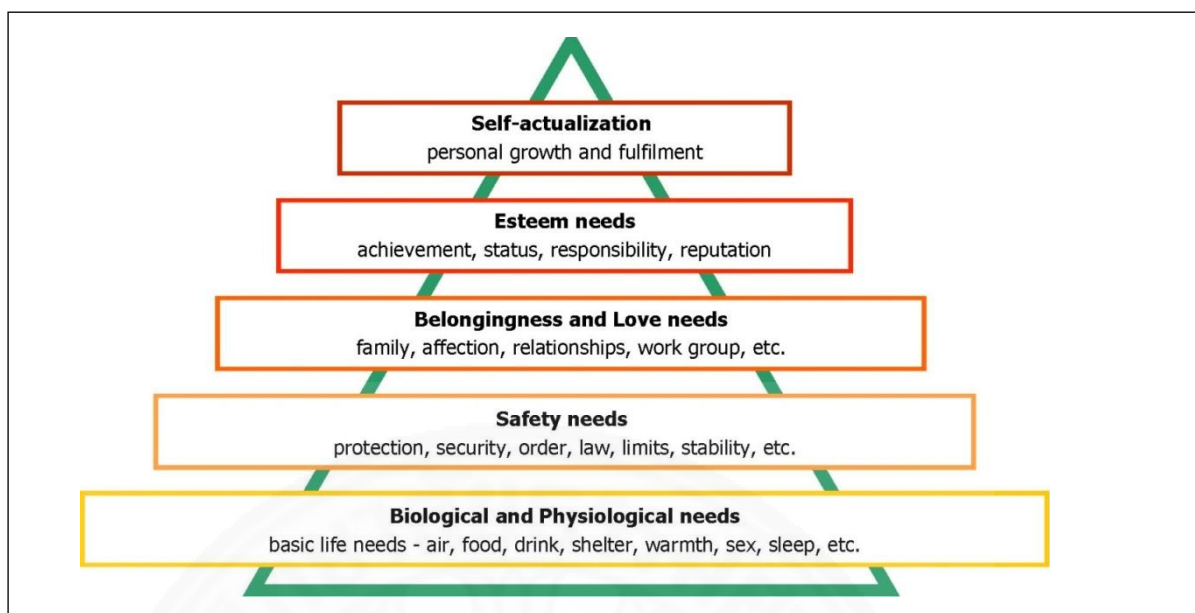 Self-actualization
personal growth and fulfilment
Esteem needs
achievement, status, responsibility, reputation
Belongingness and Love needs
family, affection, relationships, work group, etc.
Safety needs
protection, security, order, law, limits, stability, etc.
Biological and Physiological needs
basic life needs - air, food, drink, shelter, warmth, sex, sleep, etc.